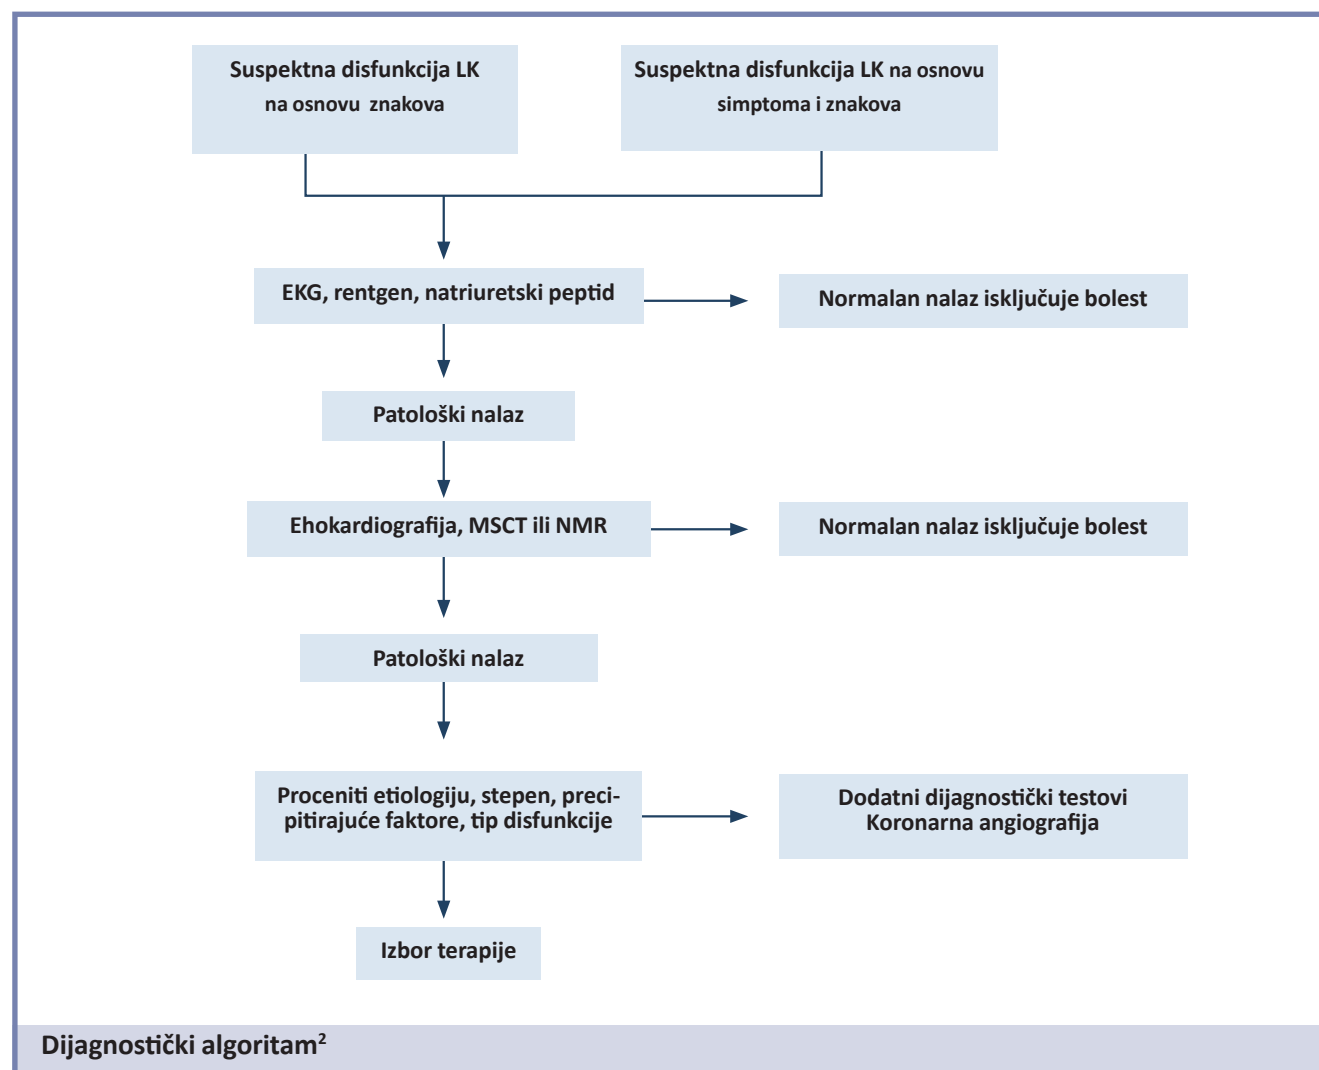 Suspektna disfunkcija LK
na osnovu znakova
Suspektna disfunkcija LK na osnovu
simptoma i znakova
EKG, rentgen, natriuretski peptid
Normalan nalaz isključuje bolest
Patološki nalaz
Ehokardiografija, MSCT ili NMR
Normalan nalaz isključuje bolest
Patološki nalaz
Proceniti etiologiju, stepen, preci-
pitirajuće faktore, tip disfunkcije
Dodatni dijagnostički testovi
Koronarna angiografija
Izbor terapije
Dijagnostički algoritam²